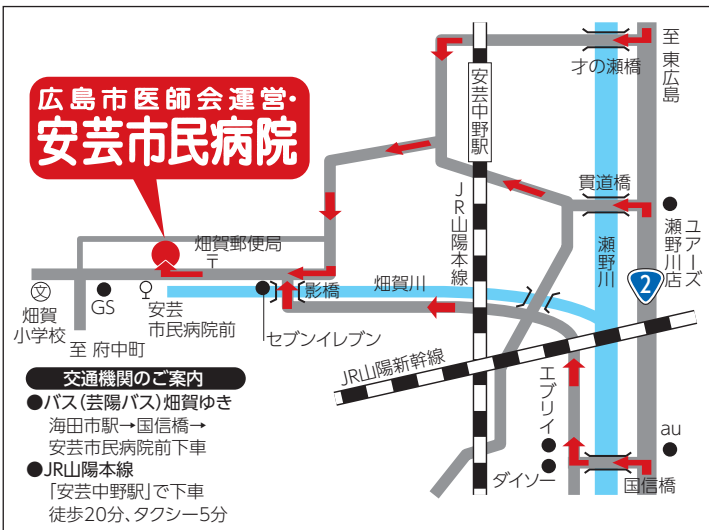 至 東広島
才の瀬橋
安芸中野駅
広島市医師会運営・
安芸市民病院
貫道橋
JR山陽本線
瀬野川
ユアーズ
瀬野川店
2
畑賀郵便局
〒
畑賀川
影橋
文
畑賀
小学校
GS
安芸
市民病院前
セブンイレブン
至 府中町
JR山陽新幹線
エブリイ
au
ダイソー
国信橋
交通機関のご案内
●バス(芸陽バス)畑賀ゆき
海田市駅→国信橋→
安芸市民病院前下車
●JR山陽本線
「安芸中野駅」で下車
徒歩20分、タクシー5分